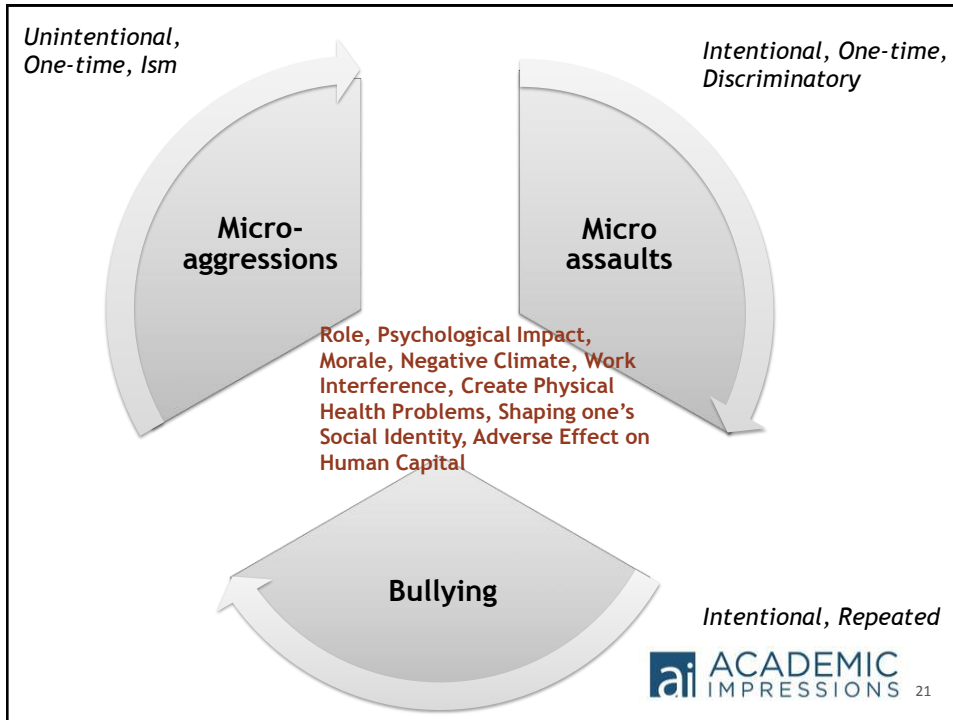 Unintentional,
One-time, Ism
Intentional, One-time,
Discriminatory
Micro-
aggressions
Micro
assaults
Role, Psychological Impact,
Morale, Negative Climate, Work
Interference, Create Physical
Health Problems, Shaping one’s
Social Identity, Adverse Effect on
Human Capital
Bullying
Intentional, Repeated
ai ACADEMIC
IMPRESSIONS 21